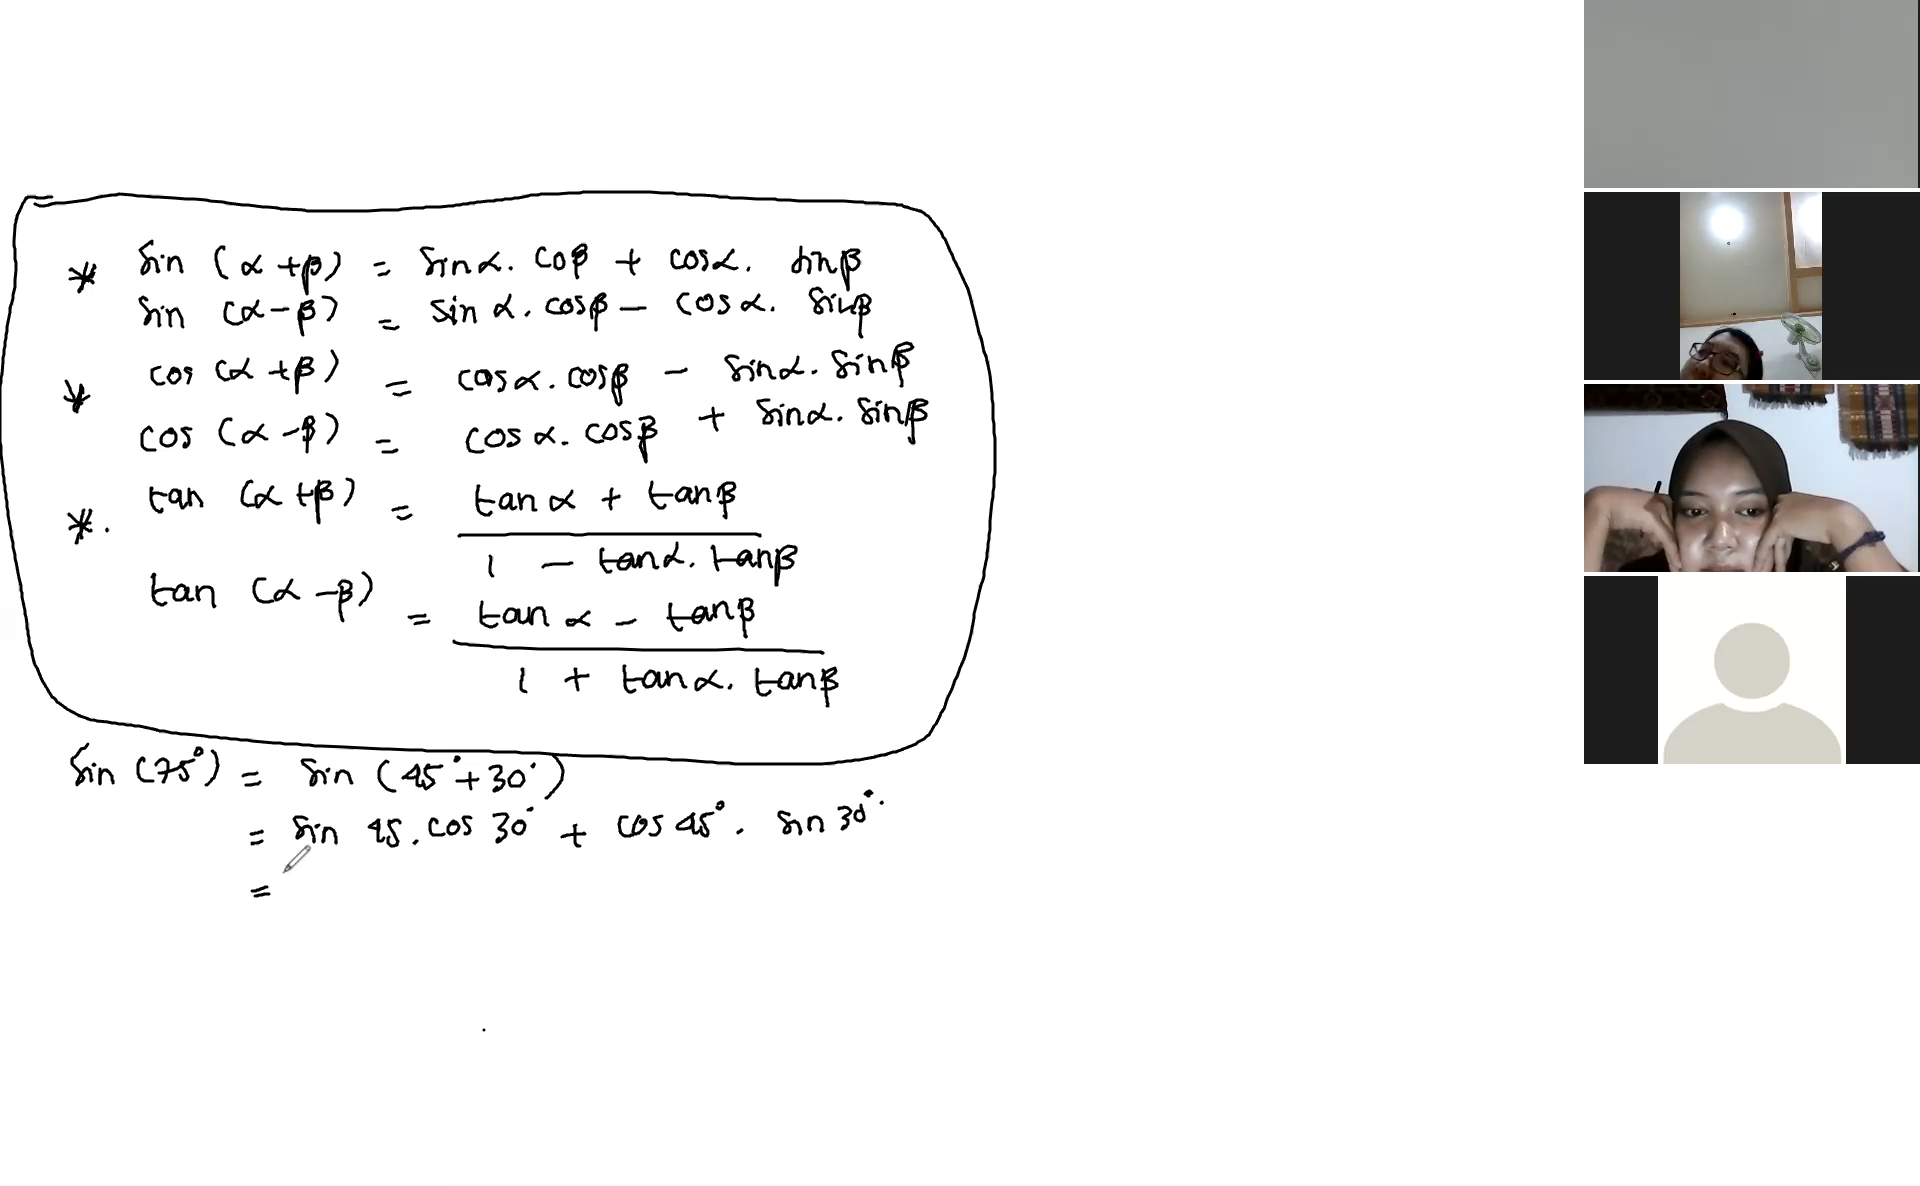 * sin (α + β) = sin α . coβ + cos α . sin β
sin (α - β) = sin α . cos β - cos α . sin β
* cos (α + β) = cos α . cos β - sin α . sin β
cos (α - β) = cos α . cos β + sin α . sin β
*. tan (α + β) = tan α + tan β
1 - tan α . tan β
tan (α - β) = tan α - tan β
1 + tan α . tan β
sin (75°) = sin (45° + 30°)
= sin 45 . cos 30° + cos 45° . sin 30°.
=